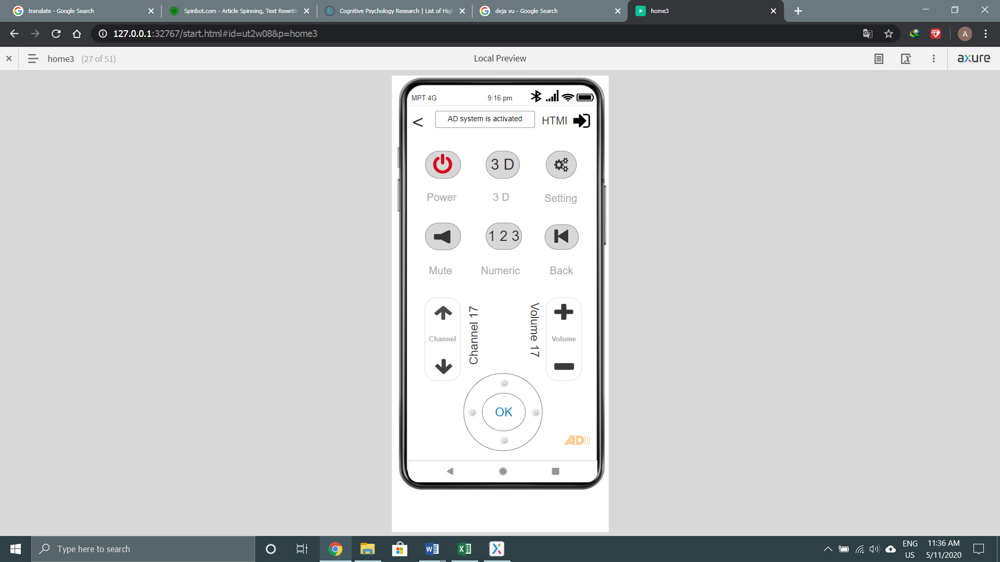 translate - Google Search
Spinbot.com - Article Spinning, Text Rewritin
Cognitive Psychology Research | List of High
deja vu - Google Search
home3
127.0.0.1:32767/start.html#id=ut2w08&p=home3
A
home3 (27 of 51)
Local Preview
axure
MPT 4G
9:16 pm
<
AD system is activated
HTMI
3 D
Power
3 D
Setting
1 2 3
Mute
Numeric
Back
Channel
Channel 17
Volume 17
Volume
OK
AD
Type here to search
ENG
US
11:36 AM
5/11/2020